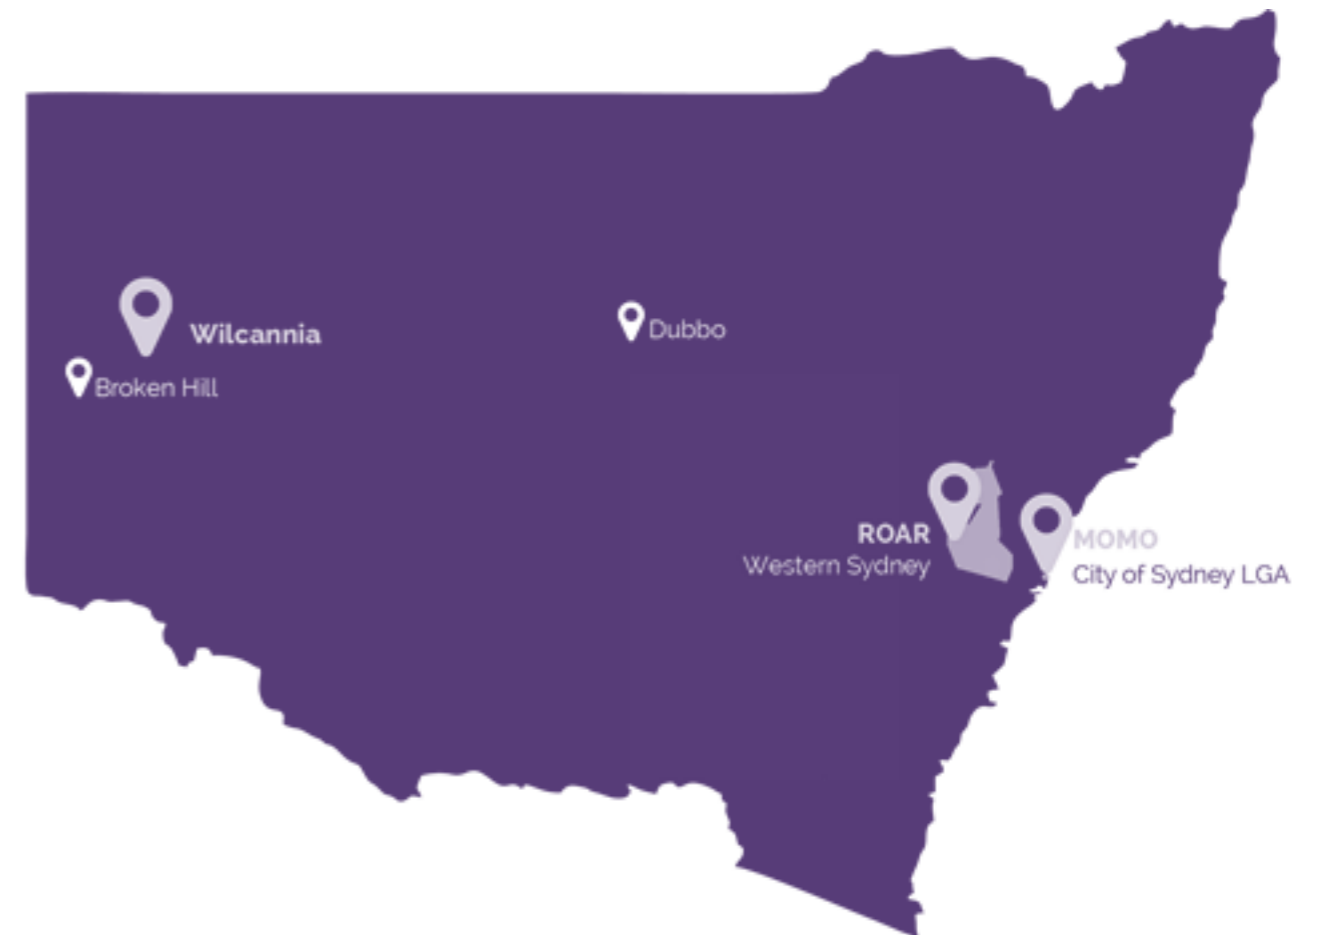 Wilcannia
Broken Hill
Dubbo
ROAR
Western Sydney
MOMO
City of Sydney LGA